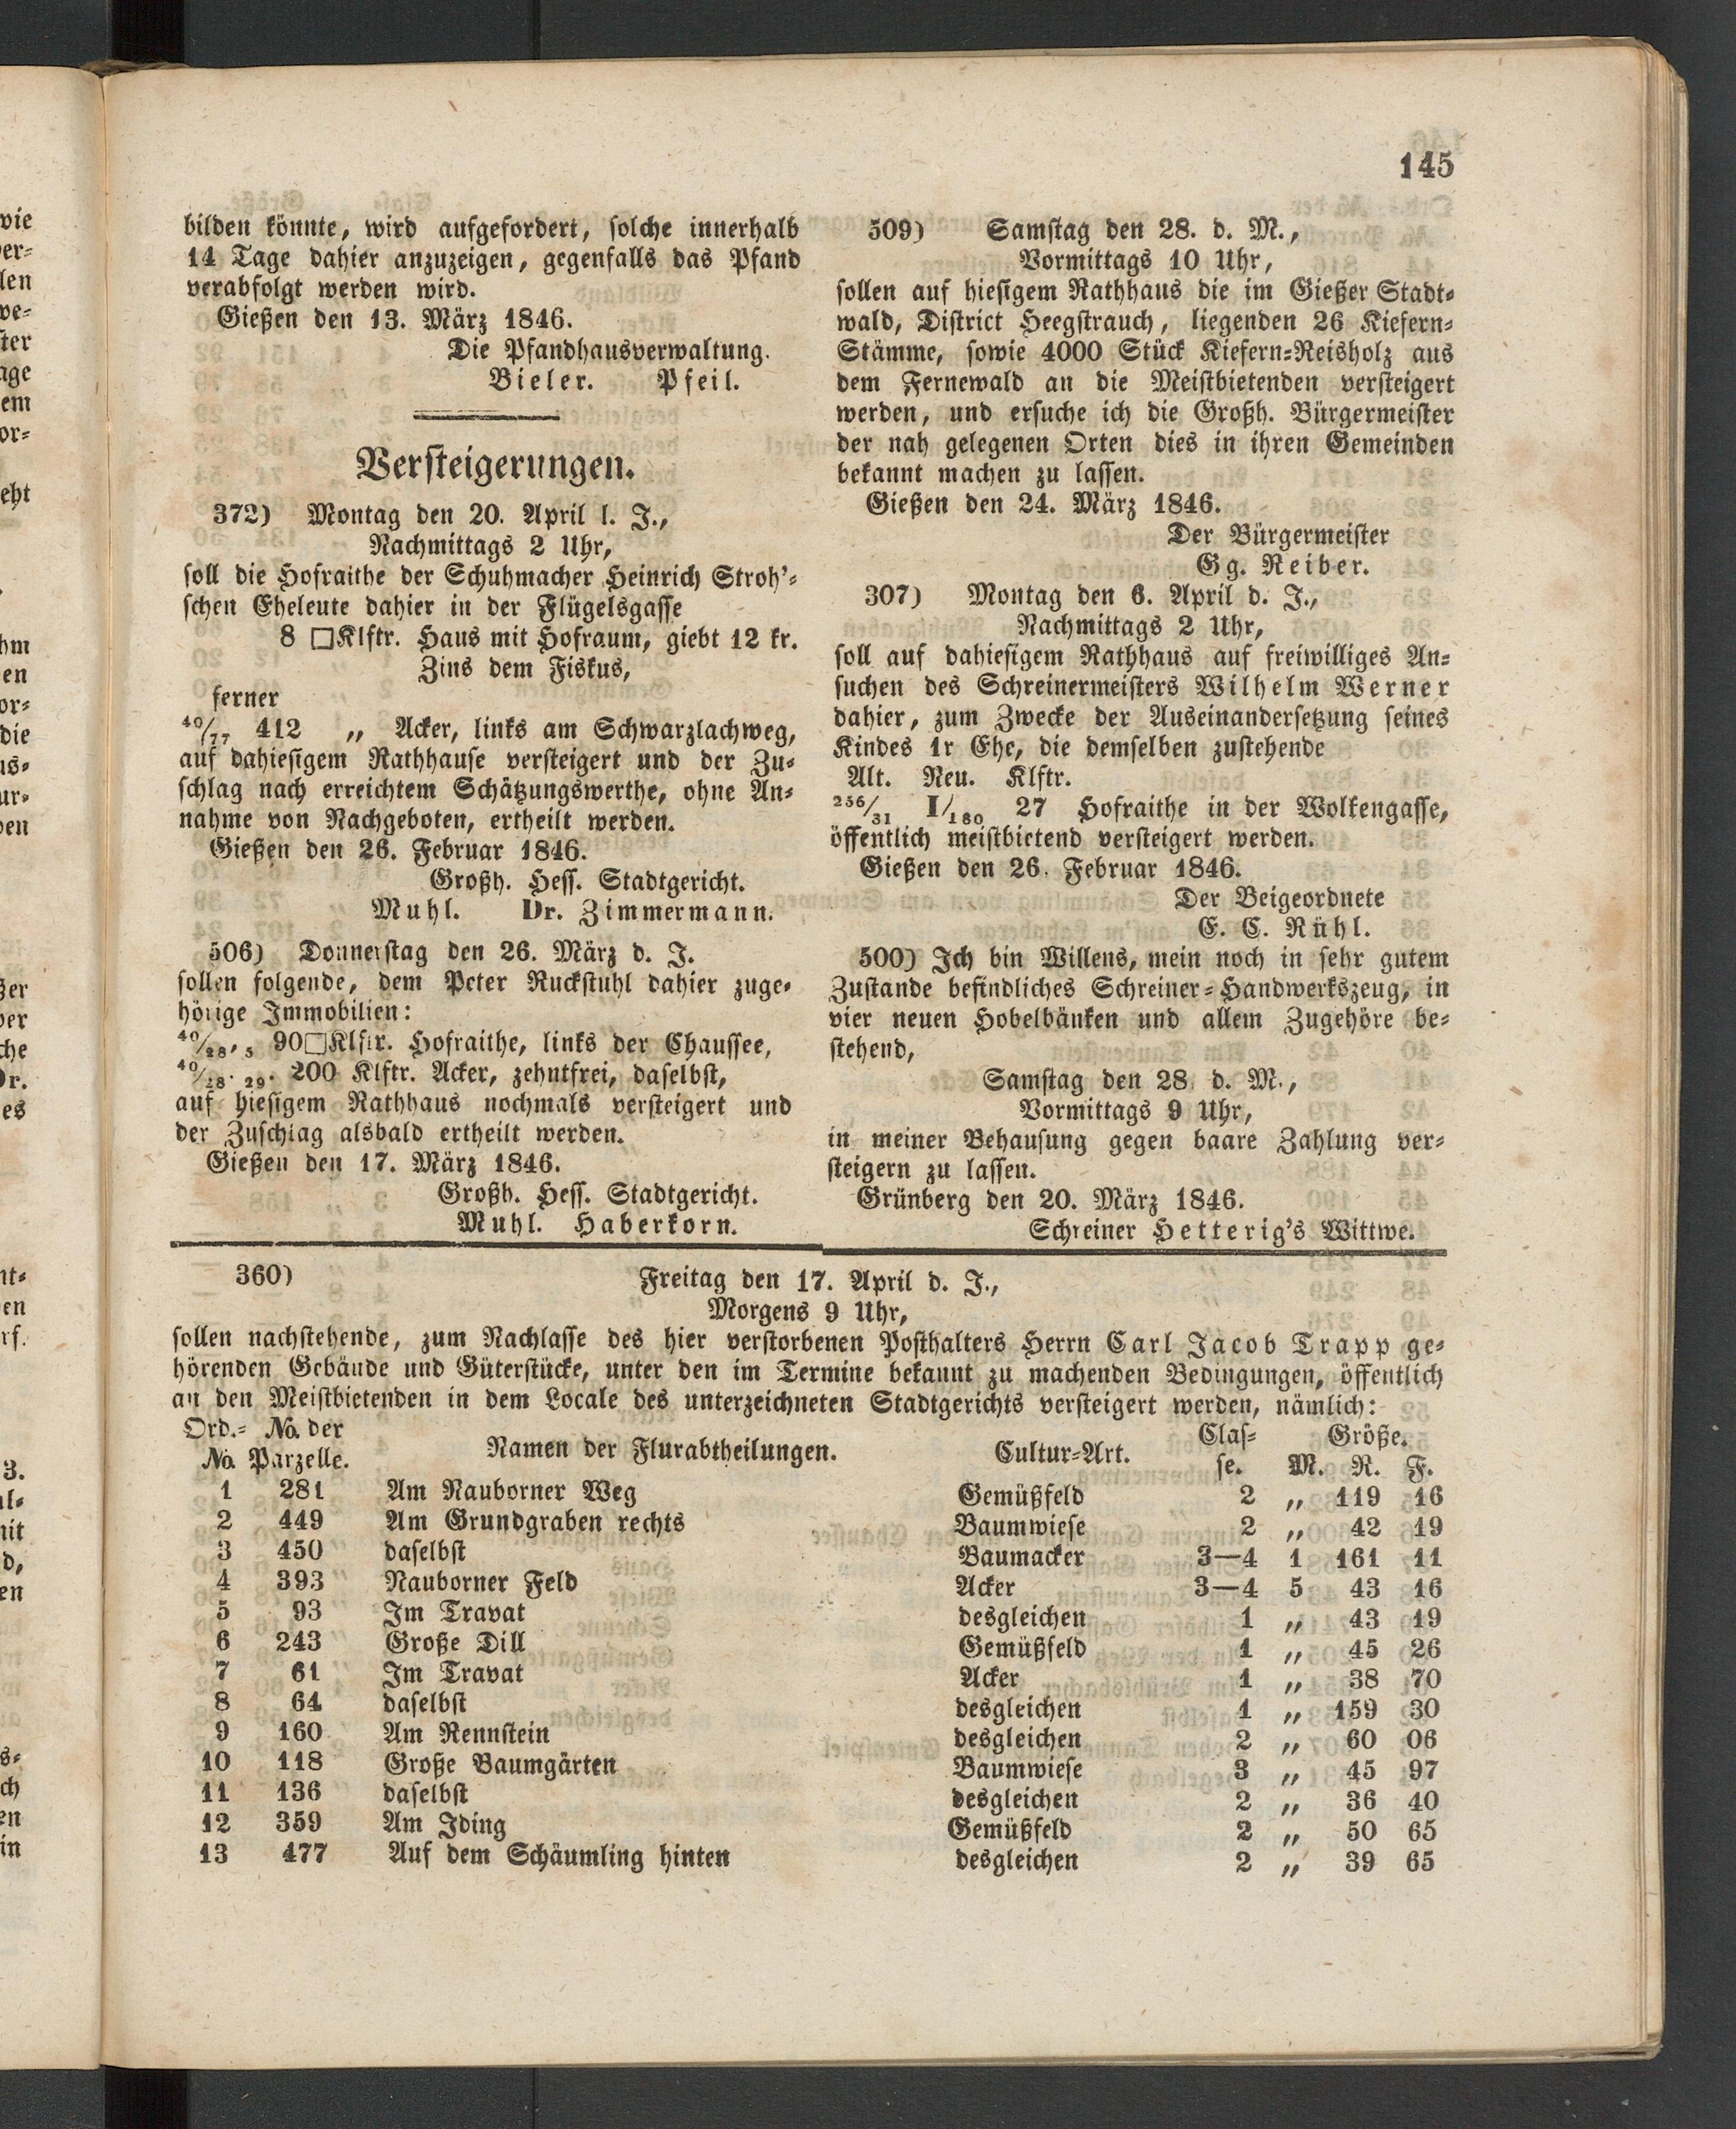 145
bilden könnte, wird aufgefordert, solche innerhalb
14 Tage dahier anzuzeigen, gegenfalls das Pfand
verabfolgt werden wird.
Gießen den 13. März 1846.
Die Pfandhausverwaltung.
Bieler. Pfeil.
Versteigerungen.
372) Montag den 20. April l. J.,
Nachmittags 2 Uhr,
soll die Hofraithe der Schuhmacher Heinrich Stroh'=
schen Eheleute dahier in der Flügelsgasse
8 □Klftr. Haus mit Hofraum, giebt 12 kr.
Zins dem Fiskus,
ferner
40/77 412 „ Acker, links am Schwarzlachweg,
auf dahiesigem Rathhause versteigert und der Zu=
schlag nach erreichtem Schätzungswerthe, ohne An=
nahme von Nachgeboten, ertheilt werden.
Gießen den 26. Februar 1846.
Großh. Hess. Stadtgericht.
Muhl. Dr. Zimmermann.
506) Donnerstag den 26. März d. J.
sollen folgende, dem Peter Ruckstuhl dahier zuge=
hörige Immobilien:
40/28, 5 90□Klftr. Hofraithe, links der Chaussee,
40/28. 29. 200 Klftr. Acker, zehntfrei, daselbst,
auf hiesigem Rathhaus nochmals versteigert und
der Zuschlag alsbald ertheilt werden.
Gießen den 17. März 1846.
Großh. Hess. Stadtgericht.
Muhl. Haberkorn.
509) Samstag den 28. d. M.,
Vormittags 10 Uhr,
sollen auf hiesigem Rathhaus die im Gießer Stadt=
wald, District Heegstrauch, liegenden 26 Kiefern=
Stämme, sowie 4000 Stück Kiefern=Reisholz aus
dem Fernewald an die Meistbietenden versteigert
werden, und ersuche ich die Großh. Bürgermeister
der nah gelegenen Orten dies in ihren Gemeinden
bekannt machen zu lassen.
Gießen den 24. März 1846.
Der Bürgermeister
Gg. Reiber.
307) Montag den 6. April d. J.,
Nachmittags 2 Uhr,
soll auf dahiesigem Rathhaus auf freiwilliges An=
suchen des Schreinermeisters Wilhelm Werner
dahier, zum Zwecke der Auseinandersetzung seines
Kindes 1r Ehe, die demselben zustehende
Alt. Neu. Klftr.
256/31 I/180 27 Hofraithe in der Wolkengasse,
öffentlich meistbietend versteigert werden.
Gießen den 26. Februar 1846.
Der Beigeordnete
E. C. Rühl.
500) Ich bin Willens, mein noch in sehr gutem
Zustande befindliches Schreiner=Handwerkszeug, in
vier neuen Hobelbänken und allem Zugehöre be=
stehend,
Samstag den 28. d. M.,
Vormittags 9 Uhr,
in meiner Behausung gegen baare Zahlung ver=
steigern zu lassen.
Grünberg den 20. März 1846.
Schreiner Hetterig's Wittwe.
360) Freitag den 17. April d. J.,
Morgens 9 Uhr,
sollen nachstehende, zum Nachlasse des hier verstorbenen Posthalters Herrn Carl Jacob Trapp ge=
hörenden Gebäude und Güterstücke, unter den im Termine bekannt zu machenden Bedingungen, öffentlich
an den Meistbietenden in dem Locale des unterzeichneten Stadtgerichts versteigert werden, nämlich:
Ord.= No. der Namen der Flurabtheilungen. Cultur=Art. Clas= Größe.
No. Parzelle. se. M. R. F.
1 281 Am Nauborner Weg Gemüßfeld 2 „ 119 16
2 449 Am Grundgraben rechts Baumwiese 2 „ 42 19
3 450 daselbst Baumacker 3—4 1 161 11
4 393 Nauborner Feld Acker 3—4 5 43 16
5 93 Im Travat desgleichen 1 „ 43 19
6 243 Große Dill Gemüßfeld 1 „ 45 26
7 61 Im Travat Acker 1 „ 38 70
8 64 daselbst desgleichen 1 „ 159 30
9 160 Am Rennstein desgleichen 2 „ 60 06
10 118 Große Baumgärten Baumwiese 3 „ 45 97
11 136 daselbst desgleichen 2 „ 36 40
12 359 Am Iding Gemüßfeld 2 „ 50 65
13 477 Auf dem Schäumling hinten desgleichen 2 „ 39 65